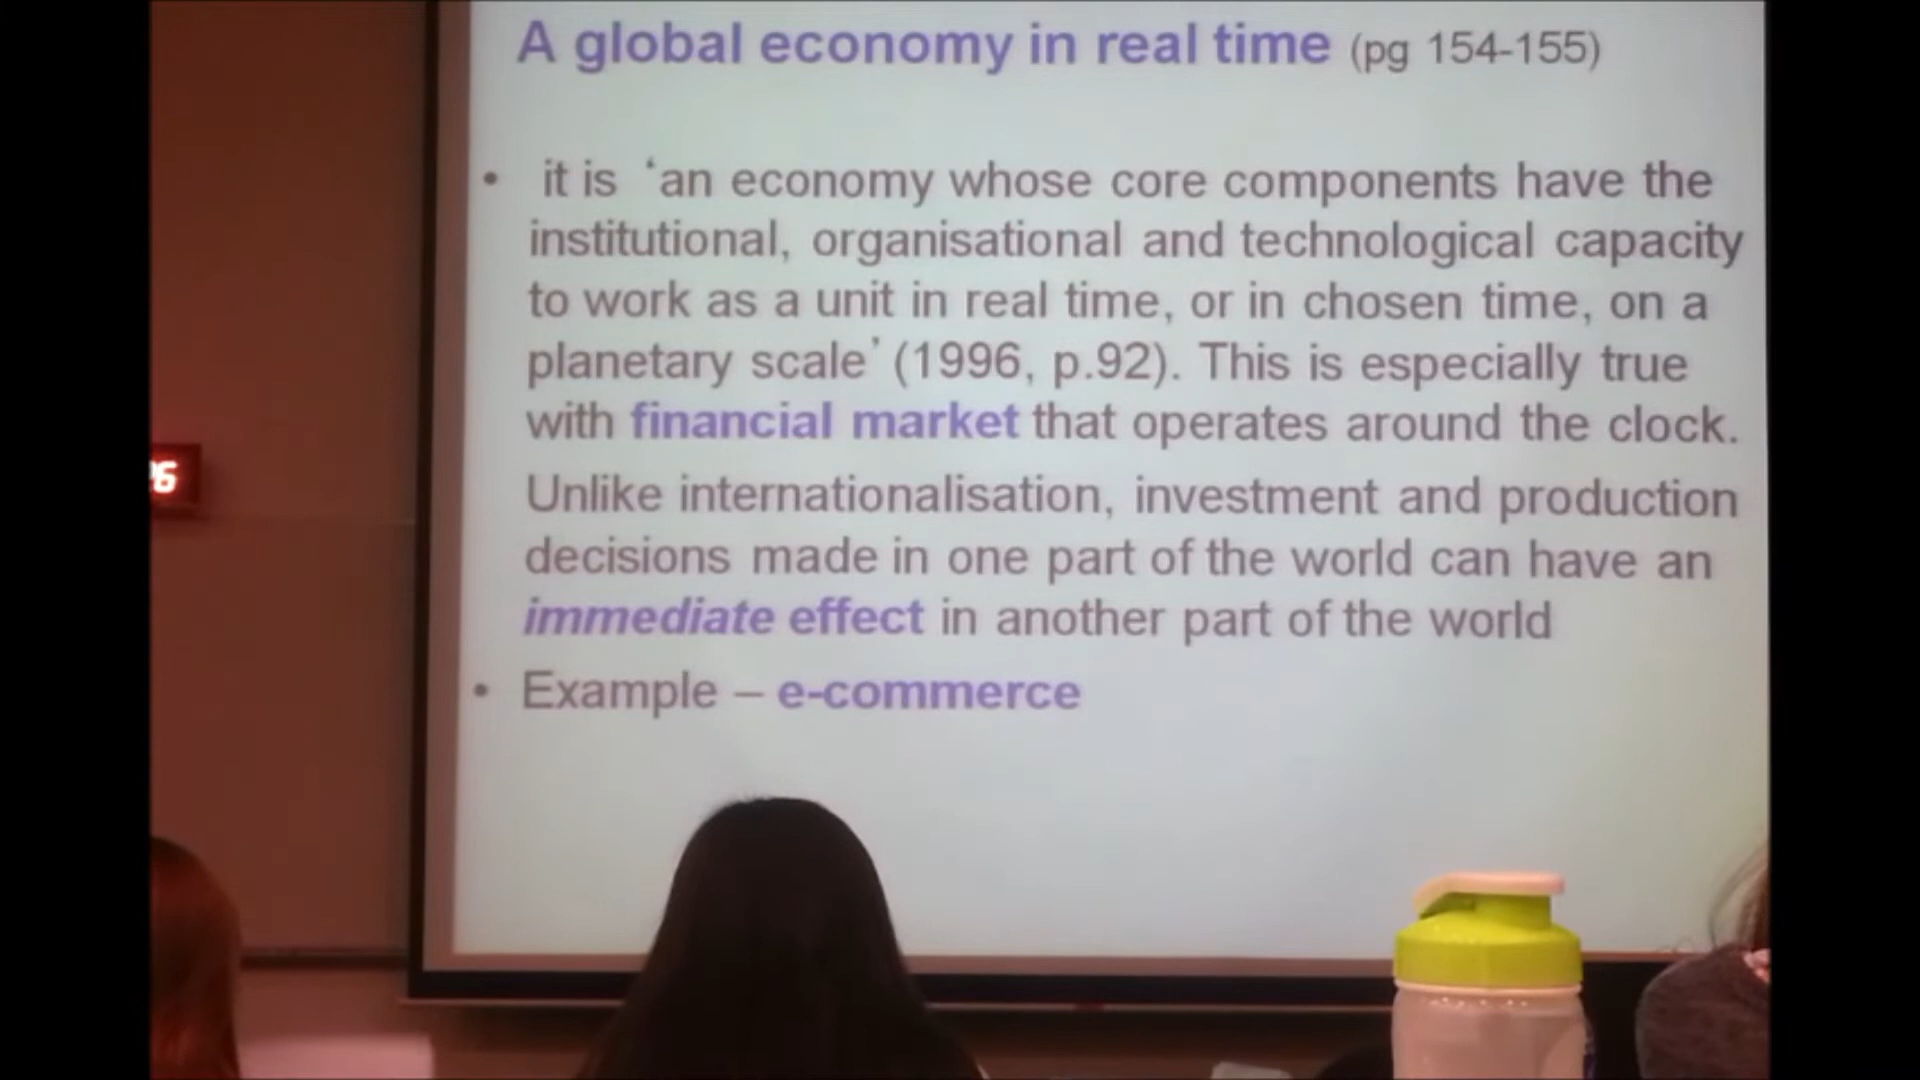 A global economy in real time (pg 154-155)
• it is ‘an economy whose core components have the
institutional, organisational and technological capacity
to work as a unit in real time, or in chosen time, on a
planetary scale’ (1996, p.92). This is especially true
with financial market that operates around the clock.
Unlike internationalisation, investment and production
decisions made in one part of the world can have an
immediate effect in another part of the world
• Example – e-commerce
6